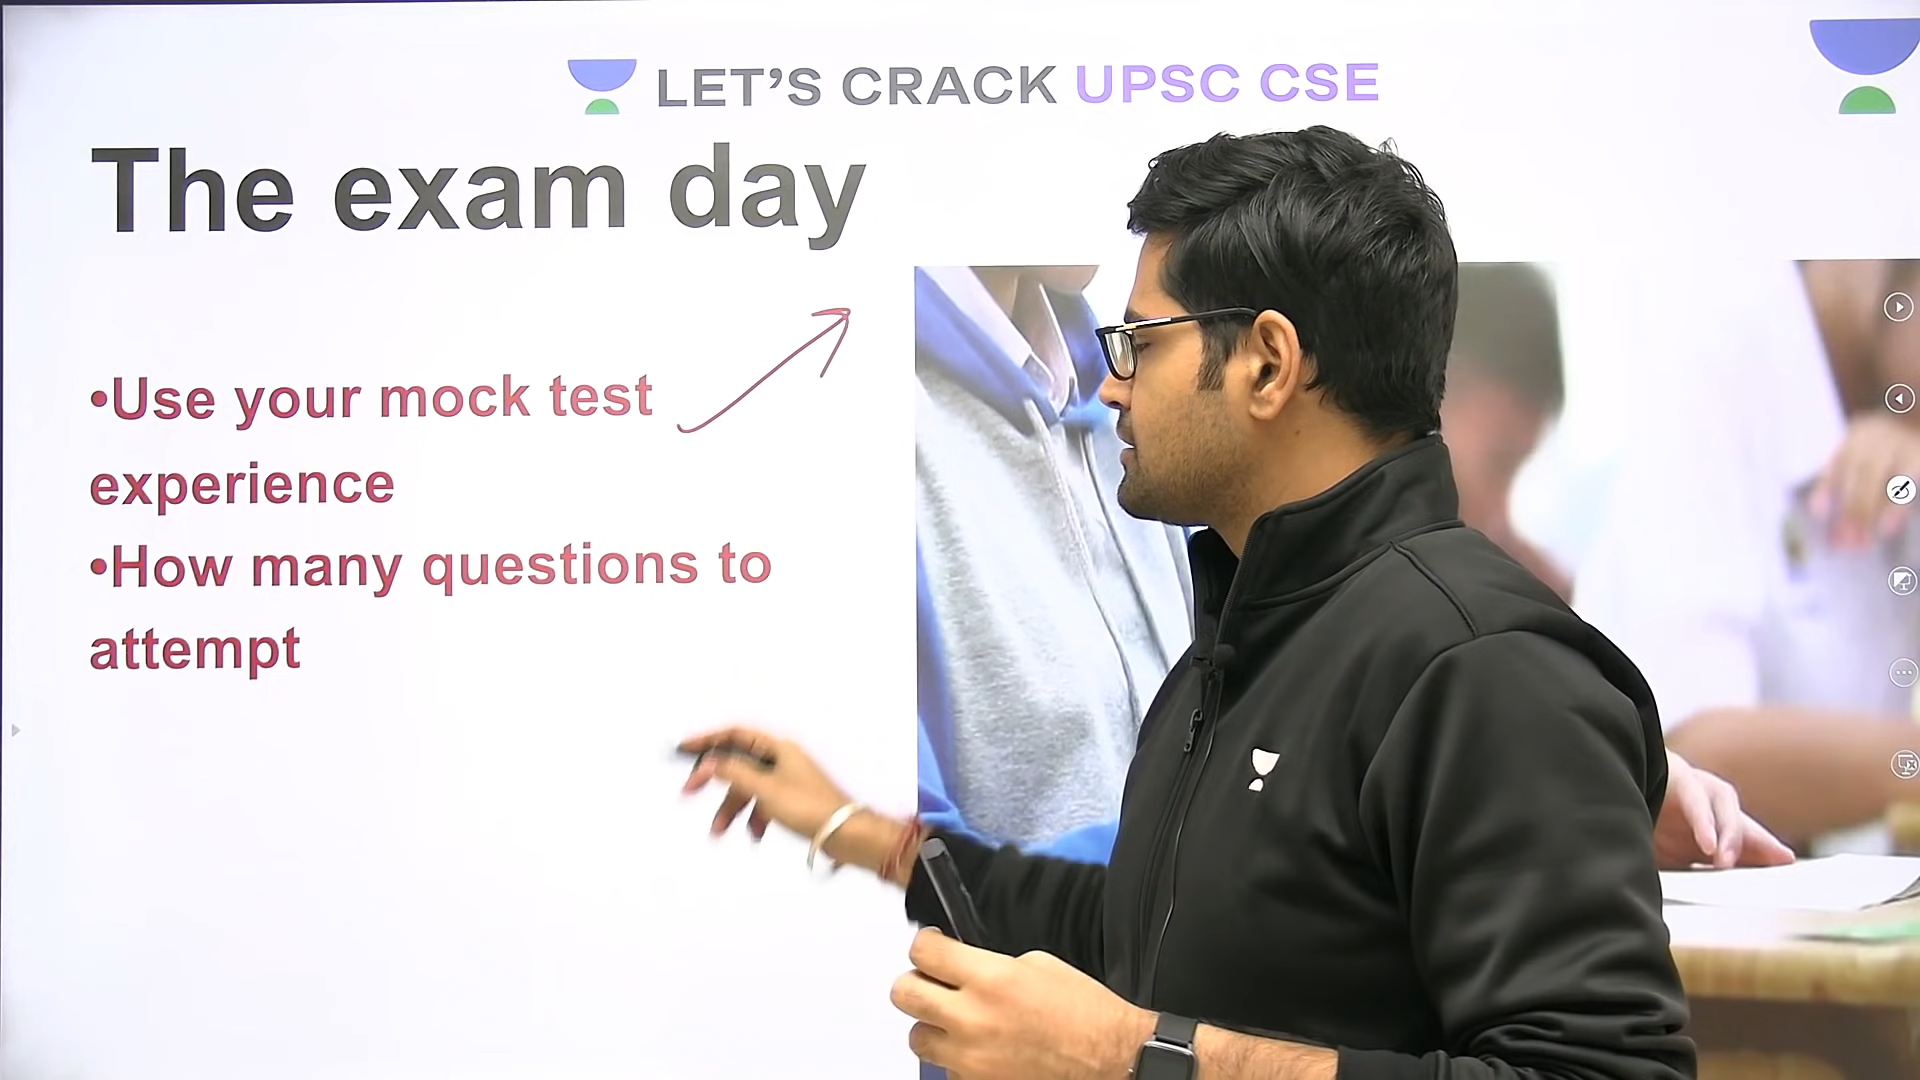 LET'S CRACK UPSC CSE
The exam day
•Use your mock test
experience
•How many questions to
attempt